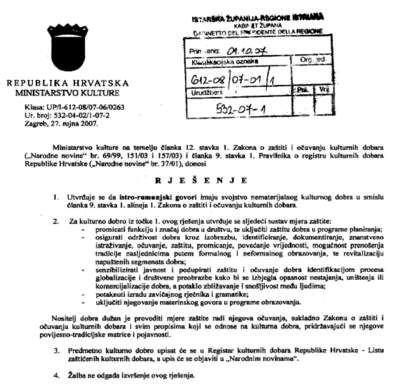 ISTARSKA ŽUPANIJA-REGIONE ISTRIANA
KABINET ŽUPANA
GABINETTO DEL PRESIDENTE DELLA REGIONE
01.10.07
Klasifikacijska oznaka
Org. jed.
612-08/07-01/1
Pril.
Vrij
532-07-1
REPUBLIKA HRVATSKA
MINISTARSTVO KULTURE
Klasa: UP/I-612-08/07-06/0263
Ur. broj: 532-04-02/1-07-2
Zagreb, 27. rujna 2007.
Ministarstvo kulture na temelju članka 12. stavka 1. Zakona o zaštiti i očuvanju kulturnih dobara
(„Narodne novine" br. 69/99, 151/03 i 157/03) i članka 9. stavka 1. Pravilnika o registru kulturnih dobara
Republike Hrvatske („Narodne novine" br. 37/01), donosi
R J E Š E N J E
1. Utvrđuje se da istro-rumunjski govori imaju svojstvo nematerijalnog kulturnog dobra u smislu
članka 9. stavka 1. alineja 1. Zakona o zaštiti i očuvanju kulturnih dobara.
2. Za kulturno dobro iz točke 1. ovog rješenja utvrđuje se sljedeći sustav mjera zaštite:
- promicati funkciju i značaj dobra u društvu, te uključiti zaštitu dobra u programe planiranja;
- osigurati održivost dobra kroz izobrazbu, identificiranje, dokumentiranje, znanstveno
istraživanje, očuvanje, zaštitu, promicanje, povećanje vrijednosti, mogućnost prenošenja
tradicije nasljednicima putem formalnog i neformalnog obrazovanja, te revitalizaciju
napuštenih segmenata dobra;
- senzibilizirati javnost i podupirati zaštitu i očuvanje dobra identifikacijom procesa
globalizacije i društvene preobrazbe kako bi se izbjegla opasnost nestajanja, uništenja ili
komercijalizacije dobra, a potaklo zbližavanje i snošljivost među ljudima;
- potaknuti izradu zavičajnog rječnika i gramatike;
- uključiti njegovanje materinskog govora u programe obrazovanja.
Nositelj dobra dužan je provoditi mjere zaštite radi njegova očuvanja, sukladno Zakonu o zaštiti i
očuvanju kulturnih dobara i svim propisima koji se odnose na kulturna dobra, pridržavajući se njegove
povijesno-tradicijske matrice i pojavnosti.
3. Predmetno kulturno dobro upisat će se u Registar kulturnih dobara Republike Hrvatske - Listu
zaštićenih kulturnih dobara, a upis će se objaviti u „Narodnim novinama".
4. Žalba ne odgađa izvršenje ovog rješenja.